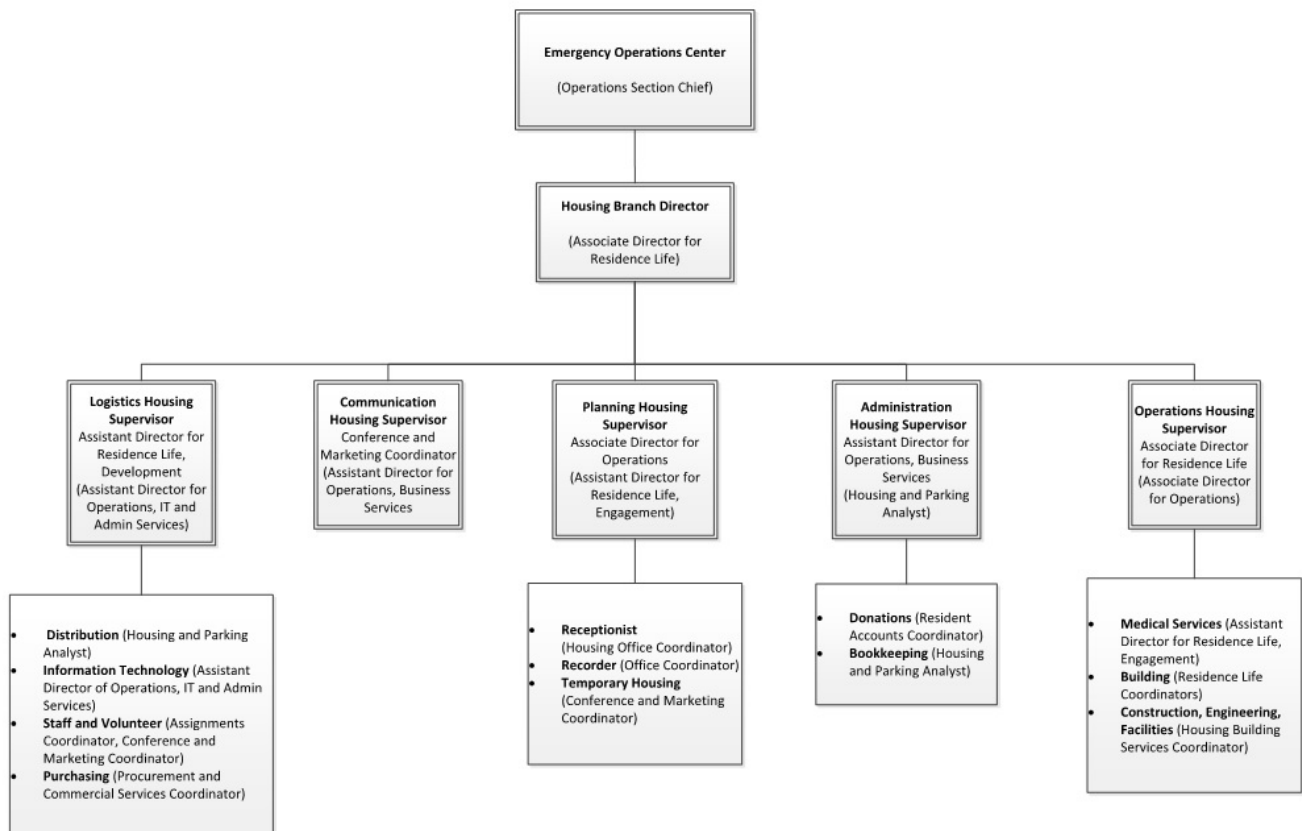 Emergency Operations Center
(Operations Section Chief)
Housing Branch Director
(Associate Director for
Residence Life)
Logistics Housing
Supervisor
Assistant Director for
Residence Life,
Development
(Assistant Director for
Operations, IT and
Admin Services)
Communication
Housing Supervisor
Conference and
Marketing Coordinator
(Assistant Director for
Operations, Business
Services
Planning Housing
Supervisor
Associate Director for
Operations
(Assistant Director for
Residence Life,
Engagement)
Administration
Housing Supervisor
Assistant Director for
Operations, Business
Services
(Housing and Parking
Analyst)
Operations Housing
Supervisor
Associate Director
for Residence Life
(Associate Director
for Operations)
• Distribution (Housing and Parking
Analyst)
• Information Technology (Assistant
Director of Operations, IT and Admin
Services)
• Staff and Volunteer (Assignments
Coordinator, Conference and
Marketing Coordinator)
• Purchasing (Procurement and
Commercial Services Coordinator)
• Receptionist
(Housing Office Coordinator)
• Recorder (Office Coordinator)
• Temporary Housing
(Conference and Marketing
Coordinator)
• Donations (Resident
Accounts Coordinator)
• Bookkeeping (Housing
and Parking Analyst)
• Medical Services (Assistant
Director for Residence Life,
Engagement)
• Building (Residence Life
Coordinators)
• Construction, Engineering,
Facilities (Housing Building
Services Coordinator)